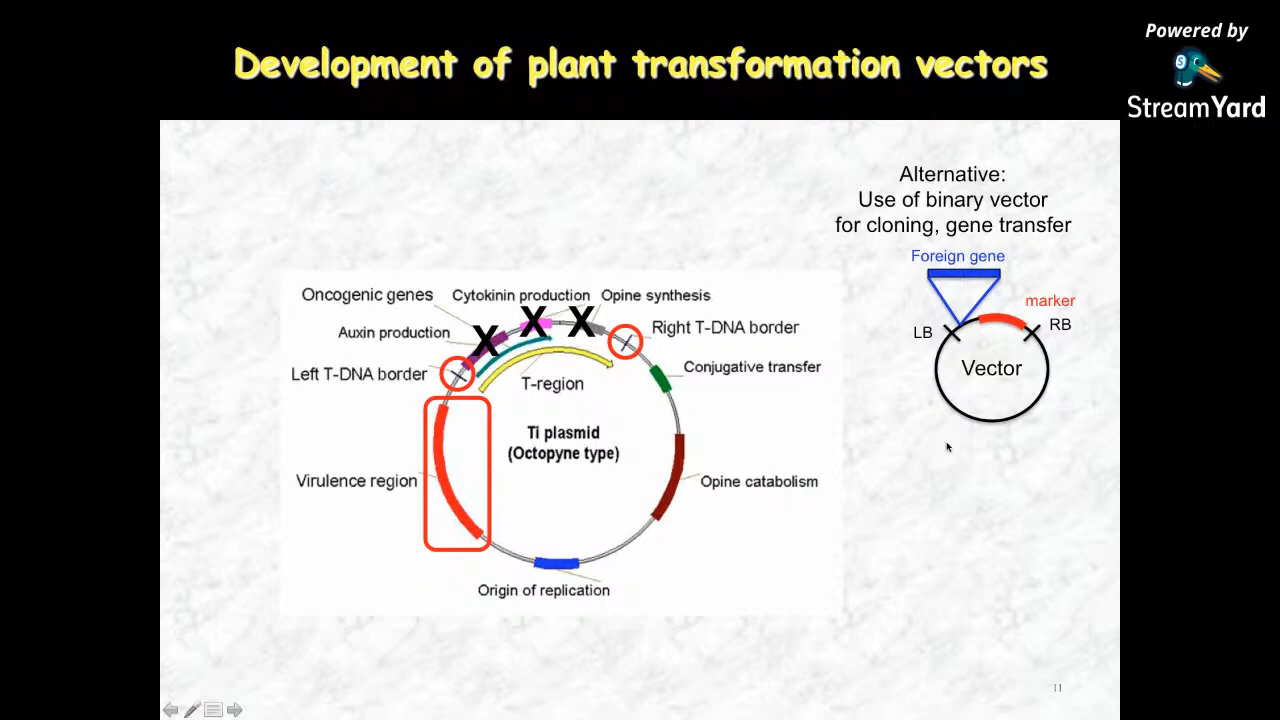 Development of plant transformation vectors
Powered by
StreamYard
Alternative:
Use of binary vector
for cloning, gene transfer
Foreign gene
marker
LB
RB
Vector
Oncogenic genes
Cytokinin production
Opine synthesis
Auxin production
Right T-DNA border
Left T-DNA border
Conjugative transfer
T-region
Ti plasmid
(Octopyne type)
Virulence region
Opine catabolism
Origin of replication
11